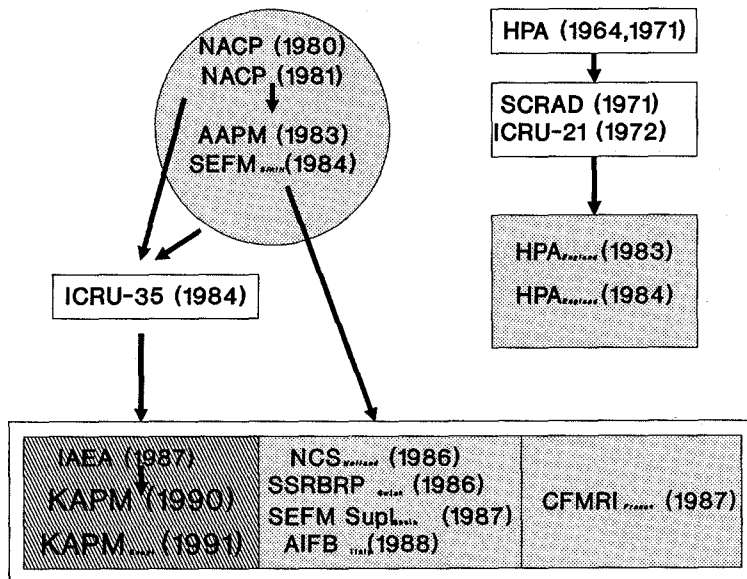 NACP (1980)
NACP (1981)
AAPM (1983)
SEFM (1984)
ICRU-35 (1984)
HPA (1964,1971)
SCRAD (1971)
ICRU-21 (1972)
HPA (1983)
HPA (1984)
IAEA (1987)
KAPM (1990)
KAPM (1991)
NCS (1986)
SSRBRP (1986)
SEFM Supl. (1987)
AIFB (1988)
CFMRI (1987)